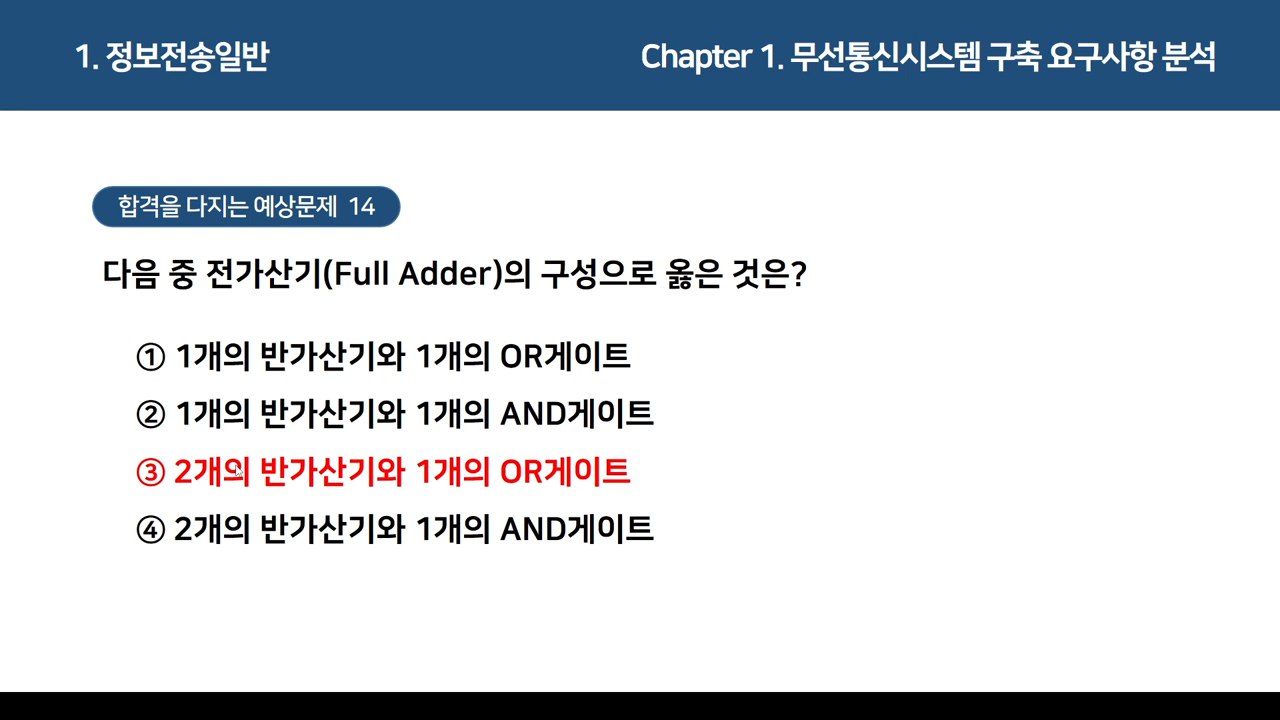 1. 정보전송일반
Chapter 1. 무선통신시스템 구축 요구사항 분석
합격을 다지는 예상문제 14
다음 중 전가산기(Full Adder)의 구성으로 옳은 것은?
① 1개의 반가산기와 1개의 OR게이트
② 1개의 반가산기와 1개의 AND게이트
③ 2개의 반가산기와 1개의 OR게이트
④ 2개의 반가산기와 1개의 AND게이트